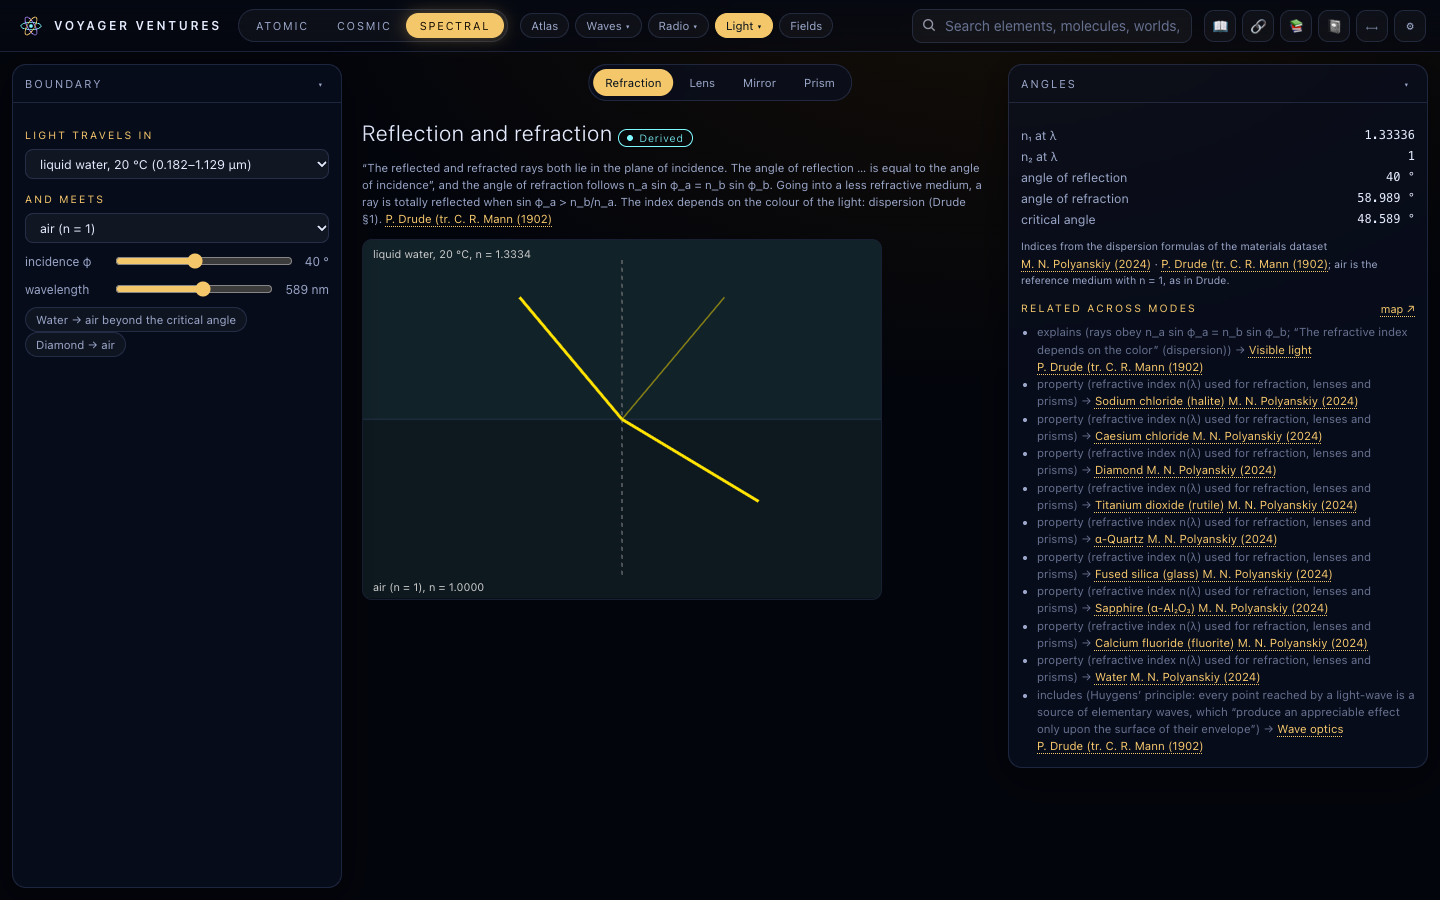 VOYAGER VENTURES
ATOMIC COSMIC SPECTRAL
Atlas Waves ▾ Radio ▾ Light ▾ Fields
Search elements, molecules, worlds,
BOUNDARY
LIGHT TRAVELS IN
liquid water, 20 °C (0.182–1.129 µm)
AND MEETS
air (n = 1)
incidence ϕ 40 °
wavelength 589 nm
Water → air beyond the critical angle
Diamond → air
Refraction Lens Mirror Prism
Reflection and refraction Derived
“The reflected and refracted rays both lie in the plane of incidence. The angle of reflection … is equal to the angle
of incidence”, and the angle of refraction follows n_a sin ϕ_a = n_b sin ϕ_b. Going into a less refractive medium, a
ray is totally reflected when sin ϕ_a > n_b/n_a. The index depends on the colour of the light: dispersion (Drude
§1). P. Drude (tr. C. R. Mann (1902)
liquid water, 20 °C, n = 1.3334
air (n = 1), n = 1.0000
ANGLES
n₁ at λ 1.33336
n₂ at λ 1
angle of reflection 40 °
angle of refraction 58.989 °
critical angle 48.589 °
Indices from the dispersion formulas of the materials dataset
M. N. Polyanskiy (2024) · P. Drude (tr. C. R. Mann (1902); air is the
reference medium with n = 1, as in Drude.
RELATED ACROSS MODES map ↗
explains (rays obey n_a sin ϕ_a = n_b sin ϕ_b; “The refractive index
depends on the color” (dispersion)) → Visible light
P. Drude (tr. C. R. Mann (1902)
property (refractive index n(λ) used for refraction, lenses and
prisms) → Sodium chloride (halite) M. N. Polyanskiy (2024)
property (refractive index n(λ) used for refraction, lenses and
prisms) → Caesium chloride M. N. Polyanskiy (2024)
property (refractive index n(λ) used for refraction, lenses and
prisms) → Diamond M. N. Polyanskiy (2024)
property (refractive index n(λ) used for refraction, lenses and
prisms) → Titanium dioxide (rutile) M. N. Polyanskiy (2024)
property (refractive index n(λ) used for refraction, lenses and
prisms) → α-Quartz M. N. Polyanskiy (2024)
property (refractive index n(λ) used for refraction, lenses and
prisms) → Fused silica (glass) M. N. Polyanskiy (2024)
property (refractive index n(λ) used for refraction, lenses and
prisms) → Sapphire (α-Al₂O₃) M. N. Polyanskiy (2024)
property (refractive index n(λ) used for refraction, lenses and
prisms) → Calcium fluoride (fluorite) M. N. Polyanskiy (2024)
property (refractive index n(λ) used for refraction, lenses and
prisms) → Water M. N. Polyanskiy (2024)
includes (Huygens’ principle: every point reached by a light-wave is a
source of elementary waves, which “produce an appreciable effect
only upon the surface of their envelope”) → Wave optics
P. Drude (tr. C. R. Mann (1902)